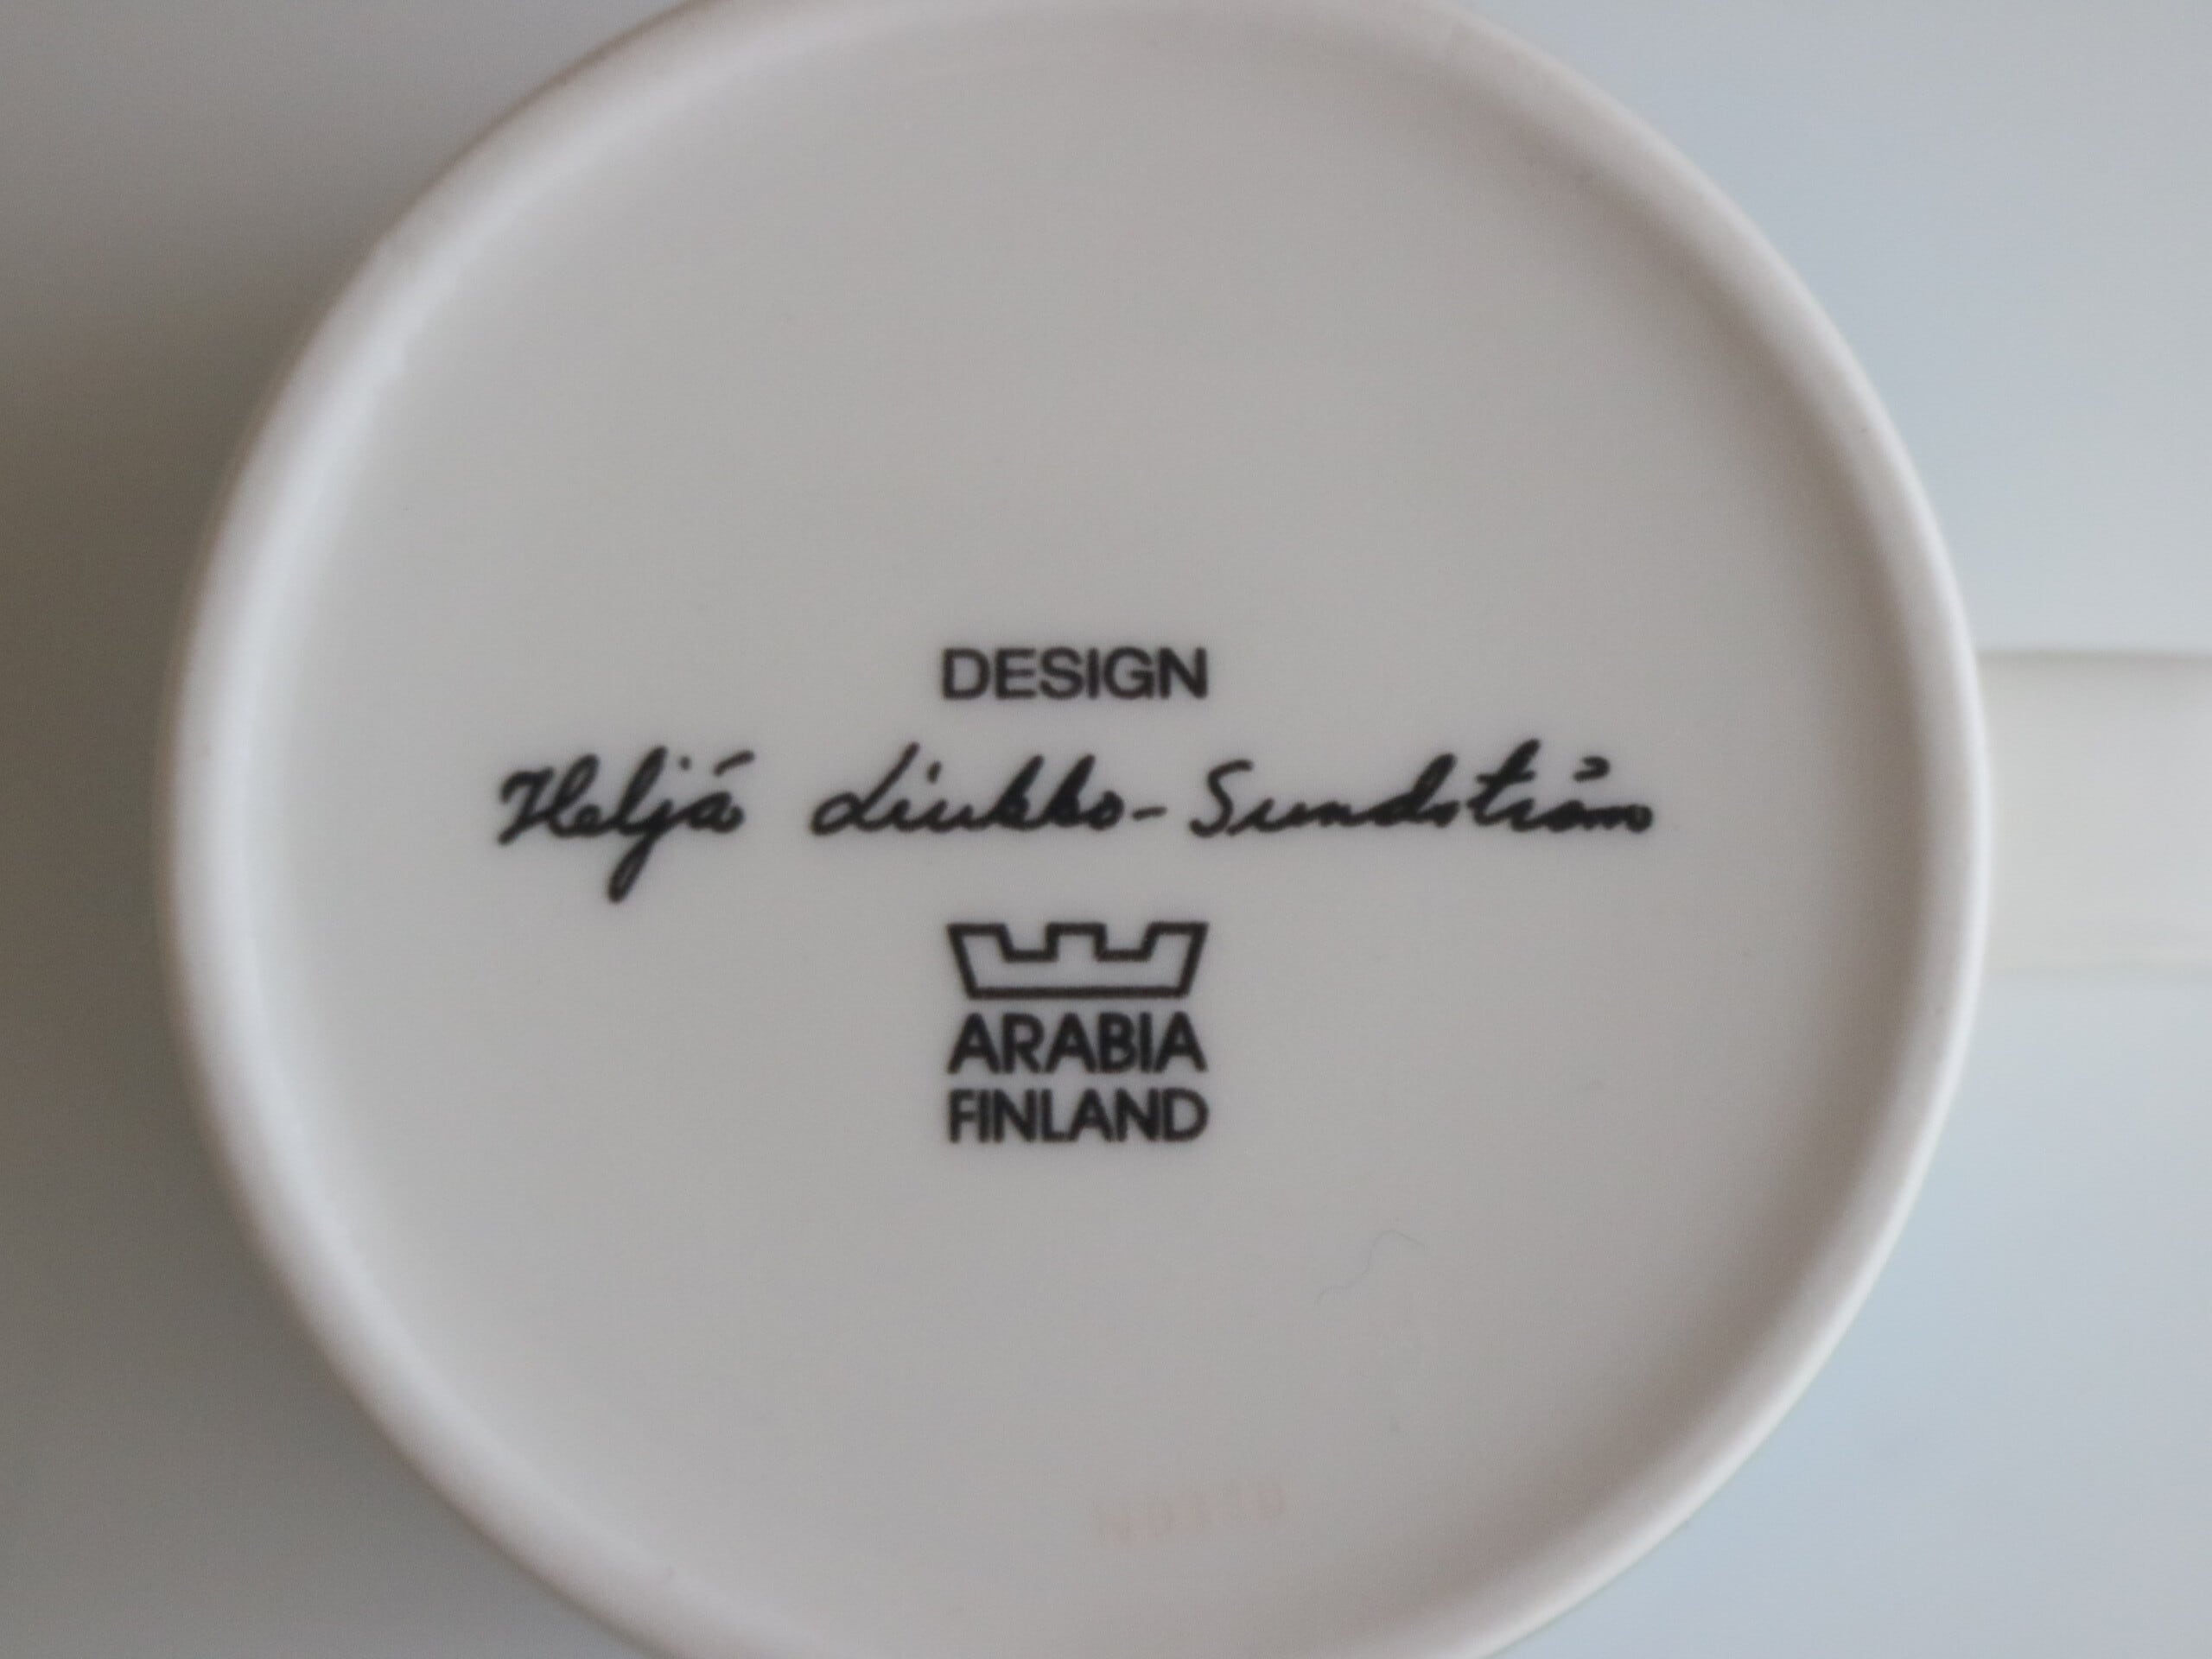 DESIGN
Heljä Liukko-Sundström
ARABIA
FINLAND